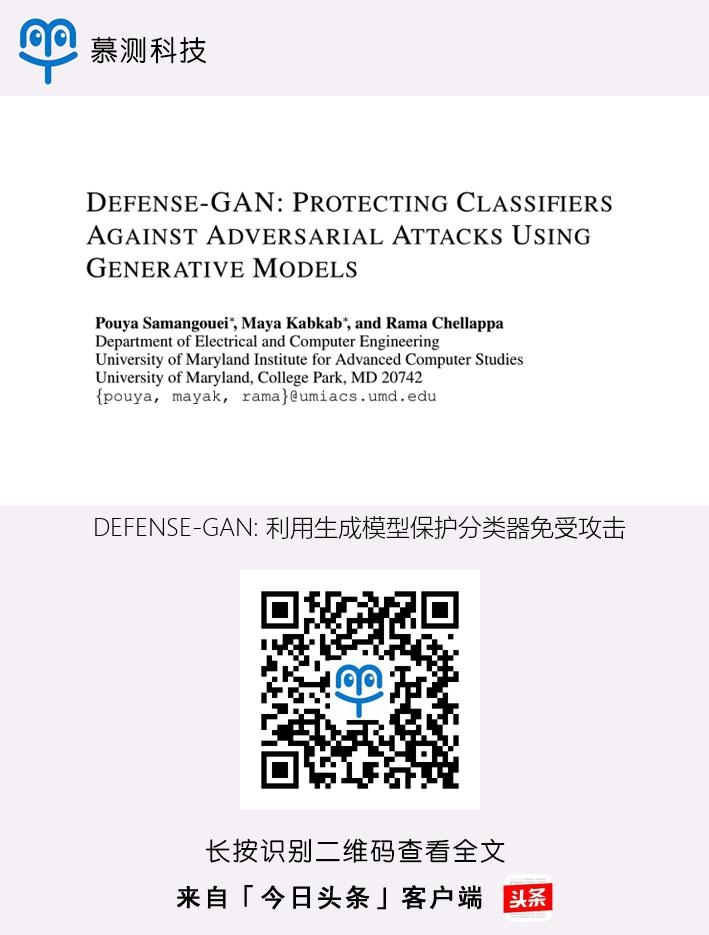 慕测科技
DEFENSE-GAN: PROTECTING CLASSIFIERS
AGAINST ADVERSARIAL ATTACKS USING
GENERATIVE MODELS
Pouya Samangouei*, Maya Kabkab*, and Rama Chellappa
Department of Electrical and Computer Engineering
University of Maryland Institute for Advanced Computer Studies
University of Maryland, College Park, MD 20742
{pouya, mayak, rama}@umiacs.umd.edu
DEFENSE-GAN: 利用生成模型保护分类器免受攻击
长按识别二维码查看全文
来自「今日头条」客户端
头条